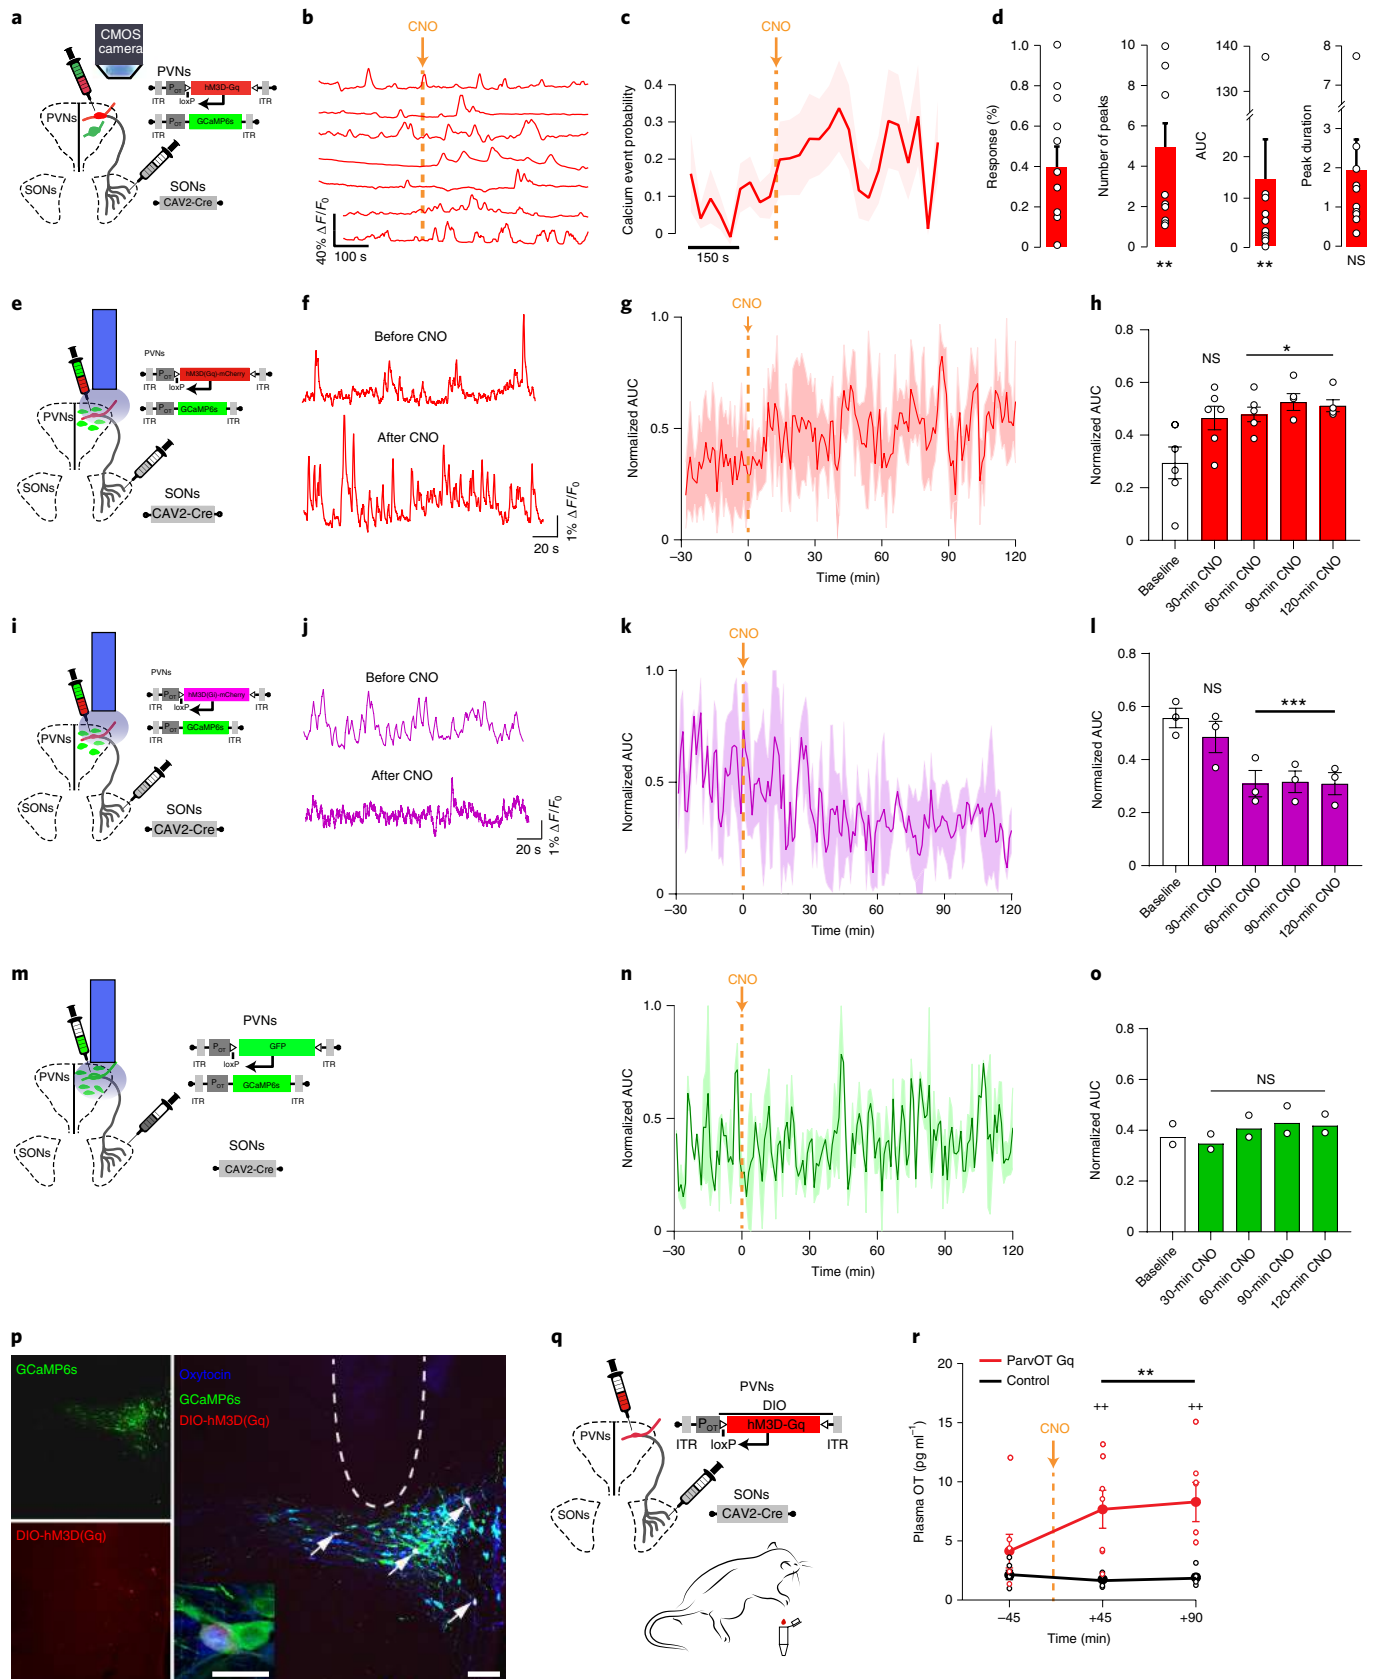 a
CMOS
camera
PVNs
P_OT
hM3D-Gq
ITR
loxP
ITR
P_OT
GCaMP6s
ITR
ITR
PVNs
SONs
SONs
CAV2-Cre
b
CNO
40% ΔF/F₀
100 s
c
CNO
Calcium event probability
0.4
0.3
0.2
0.1
0
150 s
d
Response (%)
1.0
0.8
0.6
0.4
0.2
0
Number of peaks
10
8
6
4
2
0
**
AUC
140
130
20
10
0
**
Peak duration
8
7
3
2
1
0
NS
e
PVNs
P_OT
hM3D(Gq)-mCherry
ITR
loxP
ITR
P_OT
GCaMP6s
ITR
ITR
PVNs
SONs
SONs
CAV2-Cre
f
Before CNO
After CNO
20 s
1% ΔF/F₀
g
CNO
Normalized AUC
1.0
0.5
0
–30
0
30
60
90
120
Time (min)
h
Normalized AUC
0.8
0.6
0.4
0.2
0
NS
*
Baseline
30-min CNO
60-min CNO
90-min CNO
120-min CNO
i
PVNs
P_OT
hM3D(Gi)-mCherry
ITR
loxP
ITR
P_OT
GCaMP6s
ITR
ITR
PVNs
SONs
SONs
CAV2-Cre
j
Before CNO
After CNO
20 s
1% ΔF/F₀
k
CNO
Normalized AUC
1.0
0.5
0
–30
0
30
60
90
120
Time (min)
l
Normalized AUC
0.8
0.6
0.4
0.2
0
NS
***
Baseline
30-min CNO
60-min CNO
90-min CNO
120-min CNO
m
PVNs
P_OT
GFP
ITR
loxP
ITR
P_OT
GCaMP6s
ITR
ITR
PVNs
SONs
SONs
CAV2-Cre
n
CNO
Normalized AUC
1.0
0.5
0
–30
0
30
60
90
120
Time (min)
o
Normalized AUC
0.8
0.6
0.4
0.2
0
NS
Baseline
30-min CNO
60-min CNO
90-min CNO
120-min CNO
p
GCaMP6s
DIO-hM3D(Gq)
Oxytocin
GCaMP6s
DIO-hM3D(Gq)
q
PVNs
DIO
P_OT
hM3D-Gq
ITR
loxP
ITR
PVNs
SONs
SONs
CAV2-Cre
r
ParvOT Gq
Control
**
++
++
CNO
Plasma OT (pg ml⁻¹)
20
15
10
5
0
–45
+45
+90
Time (min)